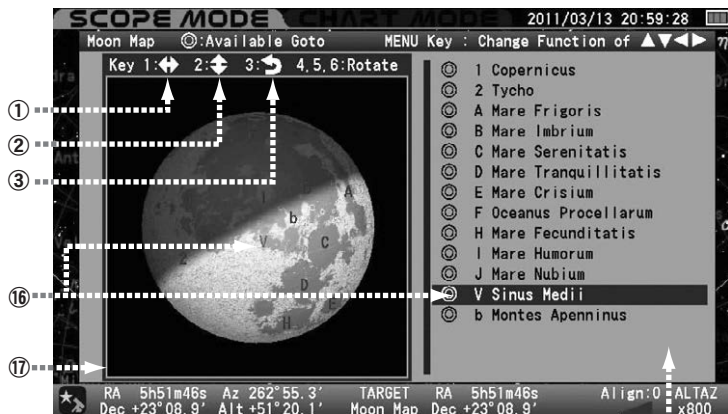 SCOPE MODE CHART MODE 2011/03/13 20:59:28
Moon Map ◎:Available Goto MENU Key : Change Function of ▲▼◀▶
Key 1: 2: 3: 4,5,6:Rotate
①
②
③
⑯
⑰
A
b
V
C
2
D
E
H
◎ 1 Copernicus
◎ 2 Tycho
◎ A Mare Frigoris
◎ B Mare Imbrium
◎ C Mare Serenitatis
◎ D Mare Tranquillitatis
◎ E Mare Crisium
◎ F Oceanus Procellarum
◎ H Mare Fecunditatis
◎ I Mare Humorum
◎ J Mare Nubium
◎ V Sinus Medii
◎ b Montes Apenninus
RA 5h51m46s Az 262°55.3' TARGET RA 5h51m46s Align:0 ALTAZ
Dec +23°08.9' Alt +51°20.1' Moon Map Dec +23°08.9' x800